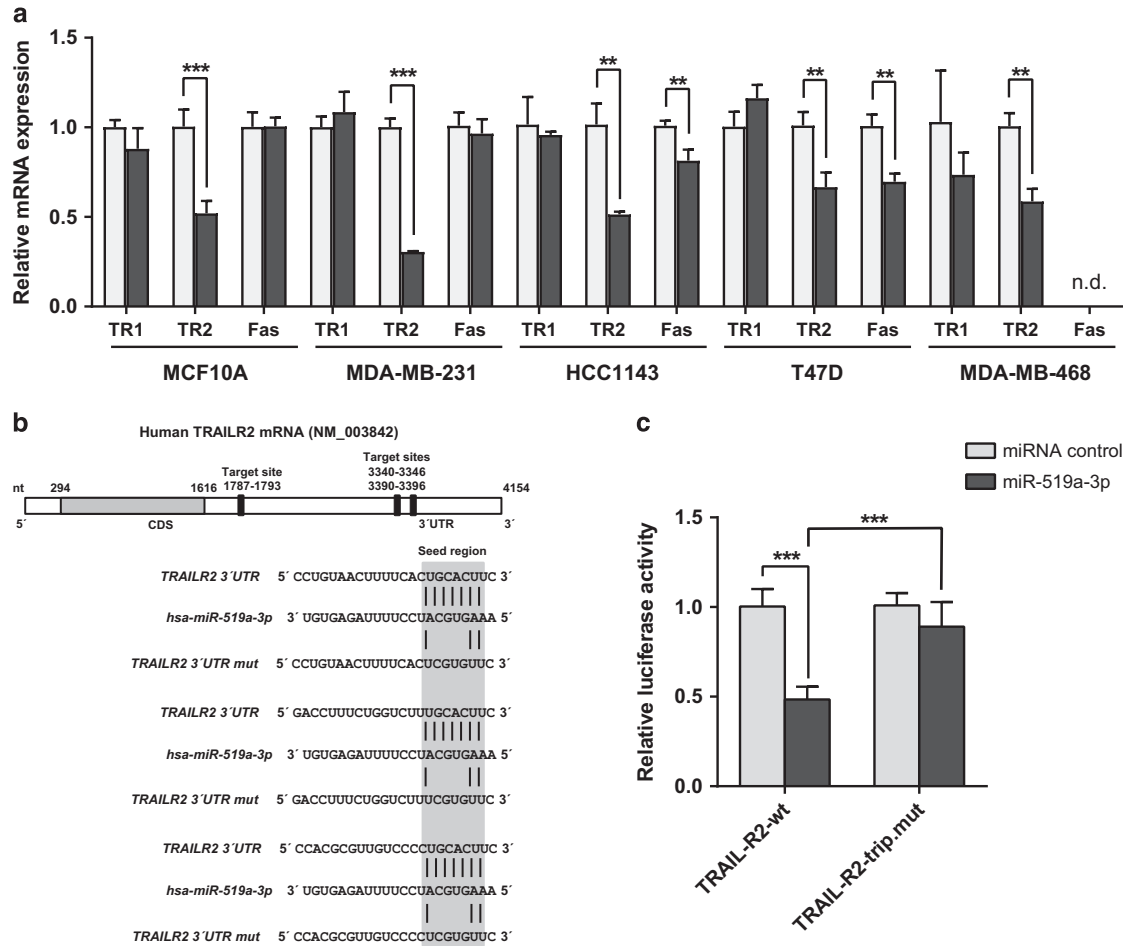 a
Relative mRNA expression
1.5
1.0
0.5
0.0
*** *** ** ** ** ** **
n.d.
TR1 TR2 Fas TR1 TR2 Fas TR1 TR2 Fas TR1 TR2 Fas TR1 TR2 Fas
MCF10A MDA-MB-231 HCC1143 T47D MDA-MB-468
b
Human TRAILR2 mRNA (NM_003842)
Target site
1787-1793
Target sites
3340-3346
3390-3396
nt 294 1616 4154
5´ CDS 3´UTR 3´
Seed region
TRAILR2 3´UTR 5´ CCUGUAACUUUUCACUGCACUUC 3´
hsa-miR-519a-3p 3´ UGUGAGAUUUUCCUACGUGAAA 5´
TRAILR2 3´UTR mut 5´ CCUGUAACUUUUCACUCGUGUUC 3´
TRAILR2 3´UTR 5´ GACCUUUCUGGUCUUUGCACUUC 3´
hsa-miR-519a-3p 3´ UGUGAGAUUUUCCUACGUGAAA 5´
TRAILR2 3´UTR mut 5´ GACCUUUCUGGUCUUUCGUGUUC 3´
TRAILR2 3´UTR 5´ CCACGCGUUGUCCCCUGCACUUC 3´
hsa-miR-519a-3p 3´ UGUGAGAUUUUCCUACGUGAAA 5´
TRAILR2 3´UTR mut 5´ CCACGCGUUGUCCCCUCGUGUUC 3´
c
miRNA control
miR-519a-3p
Relative luciferase activity
1.5
1.0
0.5
0.0
*** ***
TRAIL-R2-wt
TRAIL-R2-trip.mut